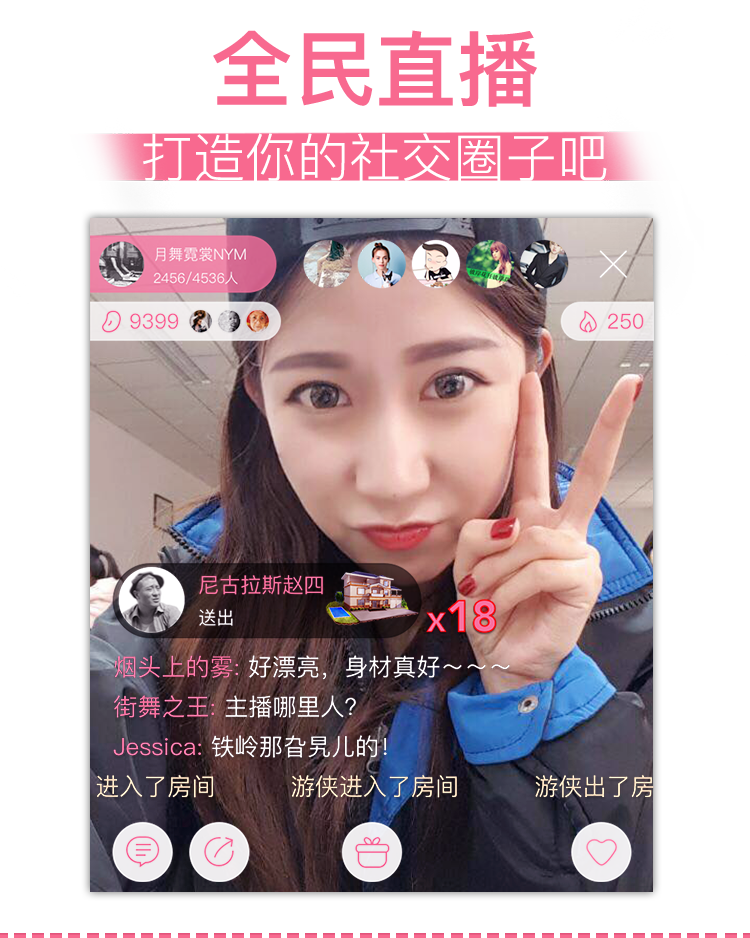 全民直播
打造你的社交圈子吧
月舞霓裳NYM
2456/4536人
9399
250
尼古拉斯赵四
送出
x18
烟头上的雾: 好漂亮，身材真好～～～
街舞之王: 主播哪里人?
Jessica: 铁岭那旮旯儿的!
进入了房间 游侠进入了房间 游侠出了房